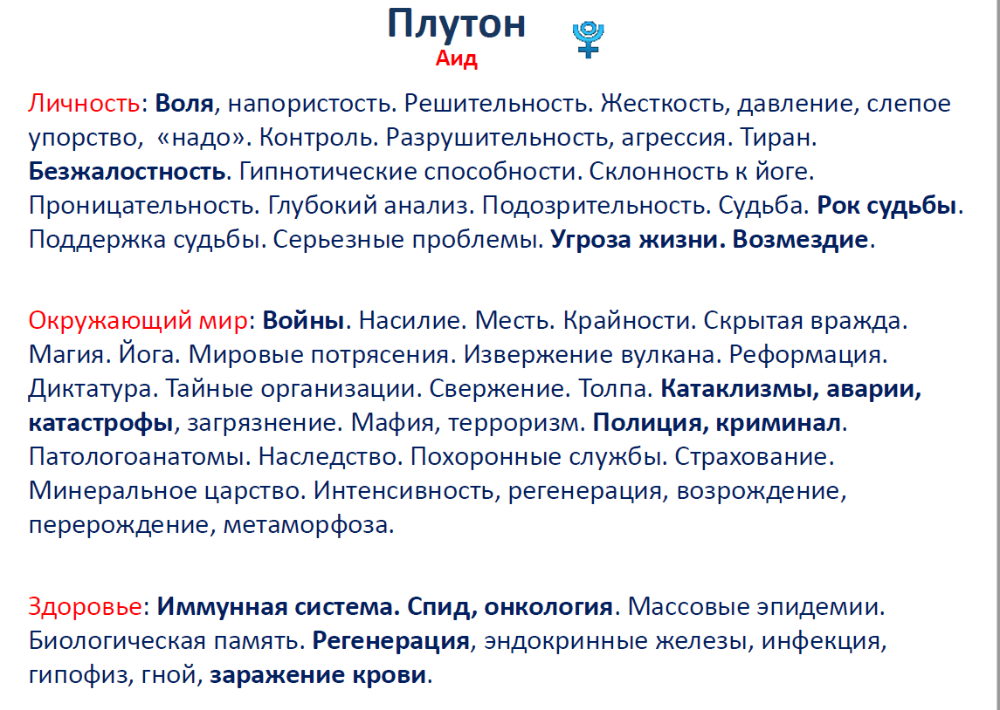 Плутон
Аид
Личность: Воля, напористость. Решительность. Жесткость, давление, слепое
упорство, «надо». Контроль. Разрушительность, агрессия. Тиран.
Безжалостность. Гипнотические способности. Склонность к йоге.
Проницательность. Глубокий анализ. Подозрительность. Судьба. Рок судьбы.
Поддержка судьбы. Серьезные проблемы. Угроза жизни. Возмездие.
Окружающий мир: Войны. Насилие. Месть. Крайности. Скрытая вражда.
Магия. Йога. Мировые потрясения. Извержение вулкана. Реформация.
Диктатура. Тайные организации. Свержение. Толпа. Катаклизмы, аварии,
катастрофы, загрязнение. Мафия, терроризм. Полиция, криминал.
Патологоанатомы. Наследство. Похоронные службы. Страхование.
Минеральное царство. Интенсивность, регенерация, возрождение,
перерождение, метаморфоза.
Здоровье: Иммунная система. Спид, онкология. Массовые эпидемии.
Биологическая память. Регенерация, эндокринные железы, инфекция,
гипофиз, гной, заражение крови.